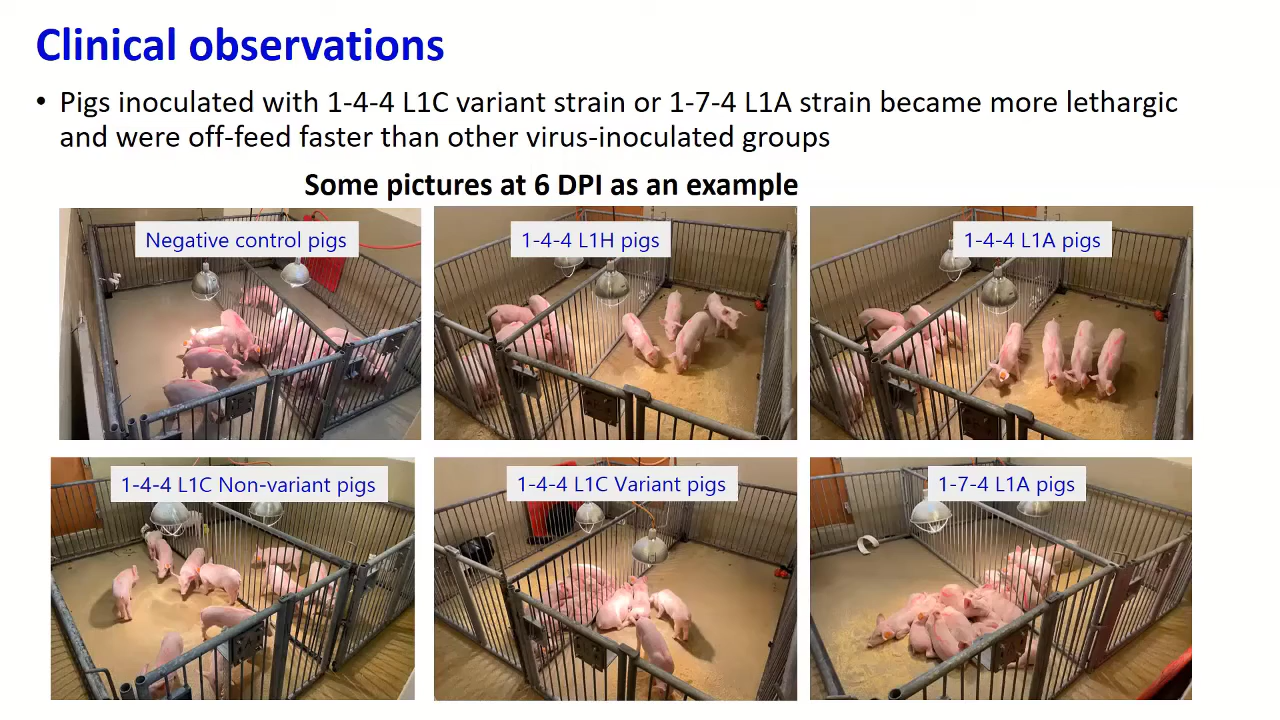 Clinical observations
• Pigs inoculated with 1-4-4 L1C variant strain or 1-7-4 L1A strain became more lethargic
and were off-feed faster than other virus-inoculated groups
Some pictures at 6 DPI as an example
Negative control pigs
1-4-4 L1H pigs
1-4-4 L1A pigs
1-4-4 L1C Non-variant pigs
1-4-4 L1C Variant pigs
1-7-4 L1A pigs